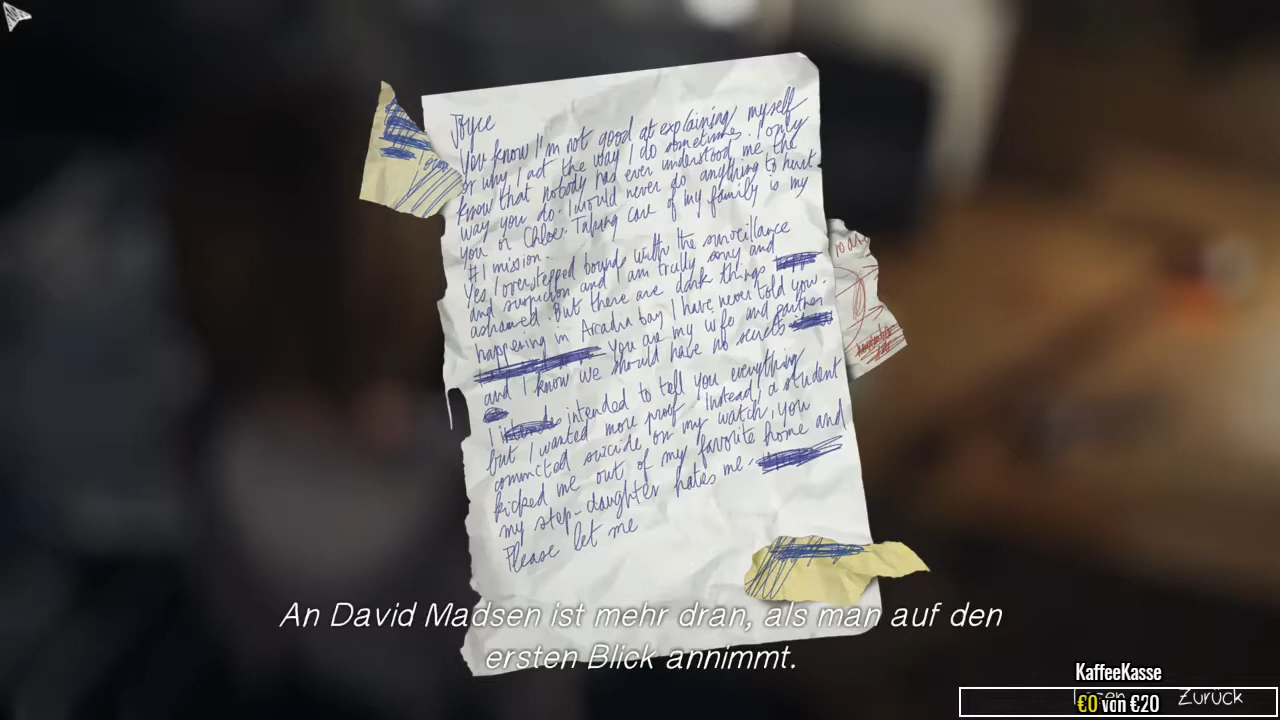 Joyce
You know I'm not good at explaining myself
or why I act the way I do sometimes. I only
know that nobody has ever understood me the
way you do. I would never do anything to hurt
you or Chloe. Taking care of my family is my
#1 mission.
Yes I overstepped bounds with the surveillance
and suspicion and I am trully sorry and
ashamed. But there are dark things
happening in Arcadia bay I have never told you.
You are my wife and partner
and I know we should have no secrets
I intended to tell you everything
but I wanted more proof. Instead, a student
commited suicide on my watch, you
kicked me out of my favorite home and
my step-daughter hates me.
Please let me
An David Madsen ist mehr dran, als man auf den
ersten Blick annimmt.
KaffeeKasse
€0 von €20
Zurück